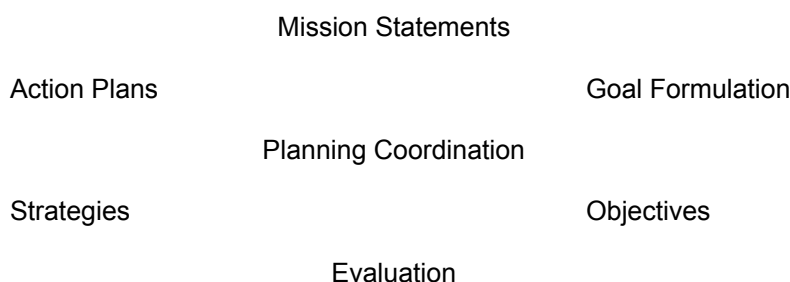 Mission Statements
Action Plans Goal Formulation
Planning Coordination
Strategies Objectives
Evaluation